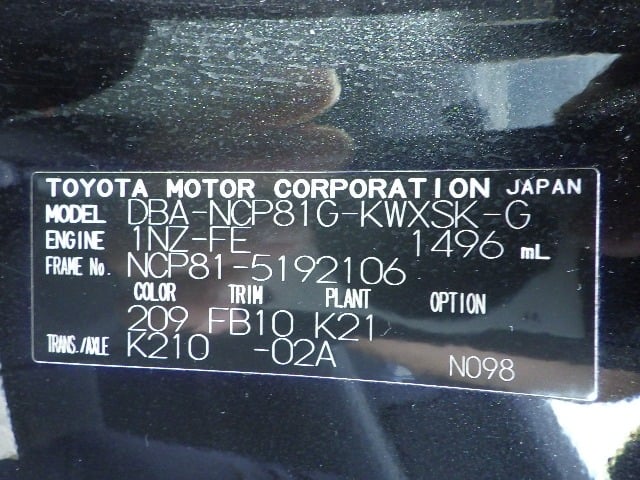 TOYOTA MOTOR CORPORATION JAPAN
MODEL DBA-NCP81G-KWXSK-G
ENGINE 1NZ-FE 1496 mL
FRAME No. NCP81-5192106
COLOR TRIM PLANT OPTION
209 FB10 K21
TRANS./AXLE K210 -02A
N098